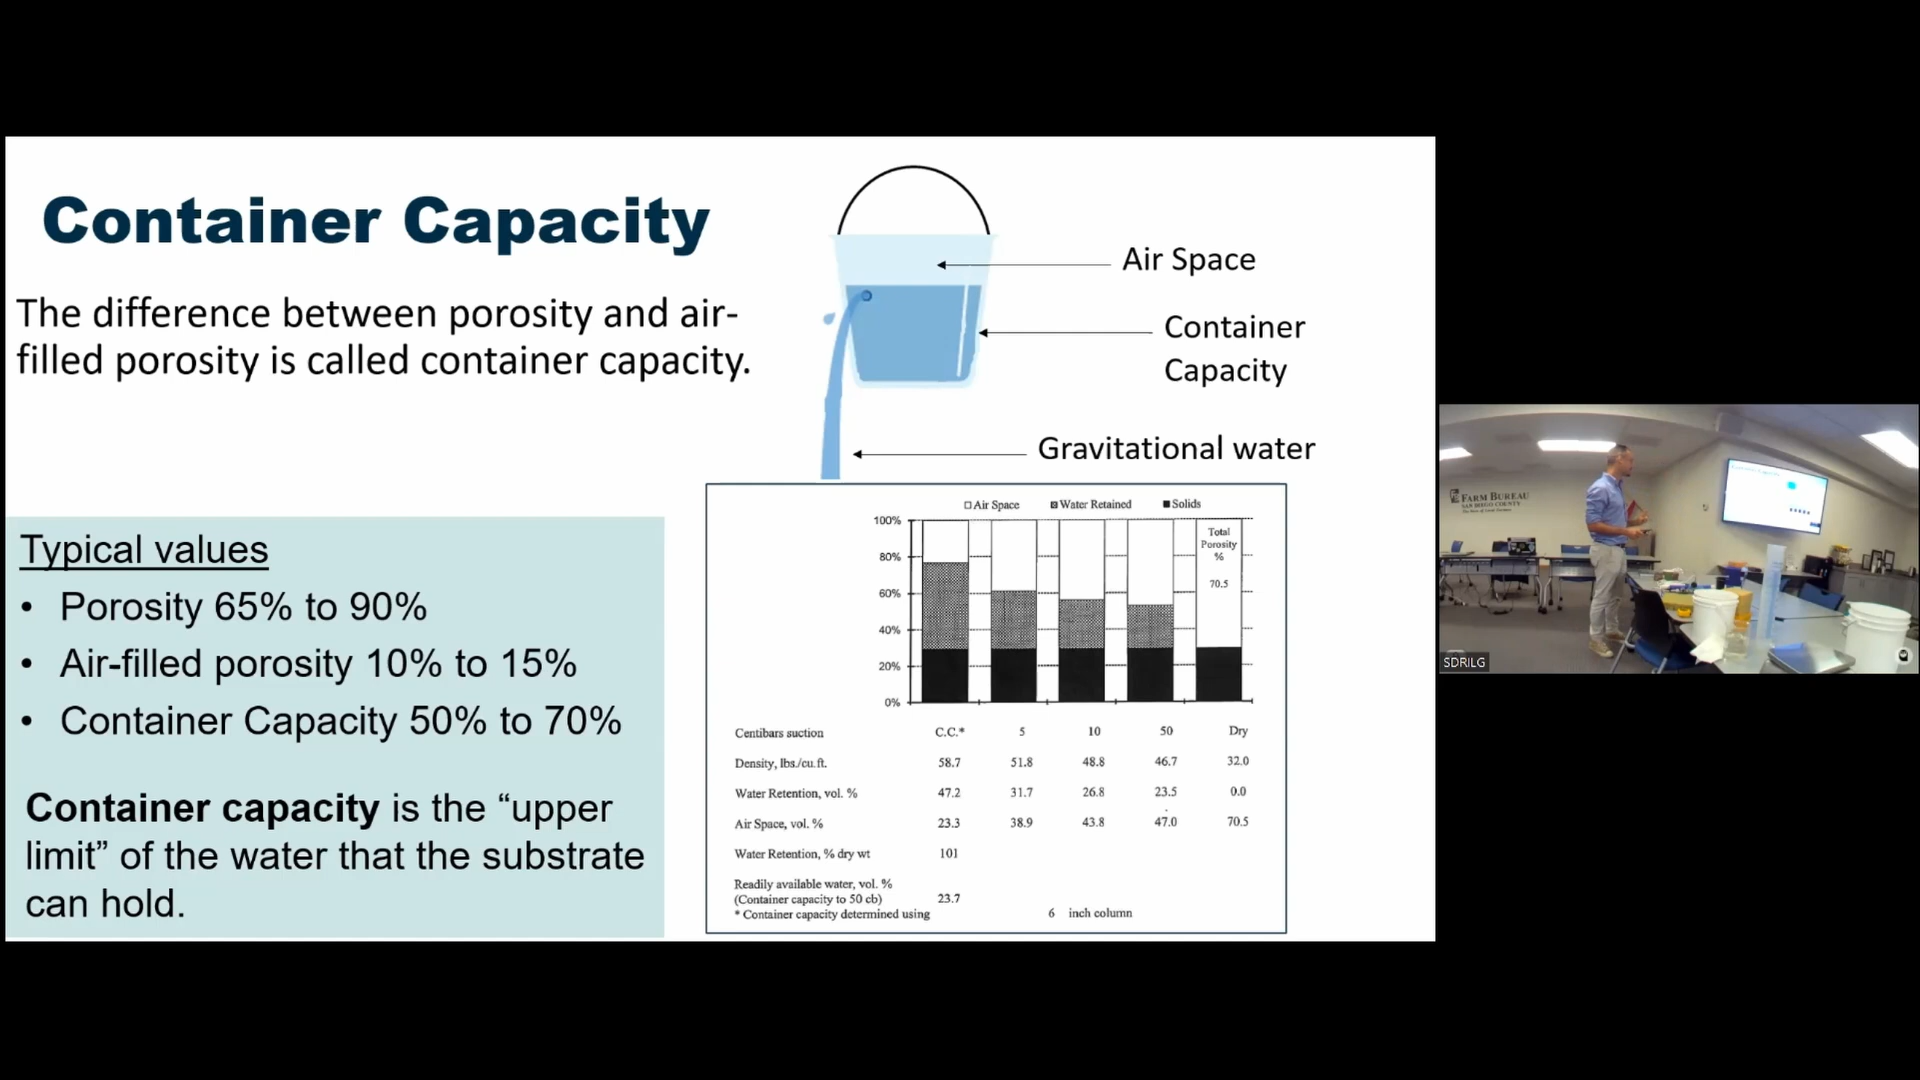 Container Capacity
The difference between porosity and air-
filled porosity is called container capacity.
Air Space
Container
Capacity
Gravitational water
Typical values
• Porosity 65% to 90%
• Air-filled porosity 10% to 15%
• Container Capacity 50% to 70%
Container capacity is the “upper
limit” of the water that the substrate
can hold.
Air Space Water Retained Solids
100%
80%
60%
40%
20%
0%
Total
Porosity
%
70.5
Centibars suction C.C.* 5 10 50 Dry
Density, lbs./cu.ft. 58.7 51.8 48.8 46.7 32.0
Water Retention, vol. % 47.2 31.7 26.8 23.5 0.0
Air Space, vol. % 23.3 38.9 43.8 47.0 70.5
Water Retention, % dry wt 101
Readily available water, vol. %
(Container capacity to 50 cb) 23.7
* Container capacity determined using 6 inch column
FARM BUREAU
SAN DIEGO COUNTY
SDRILG